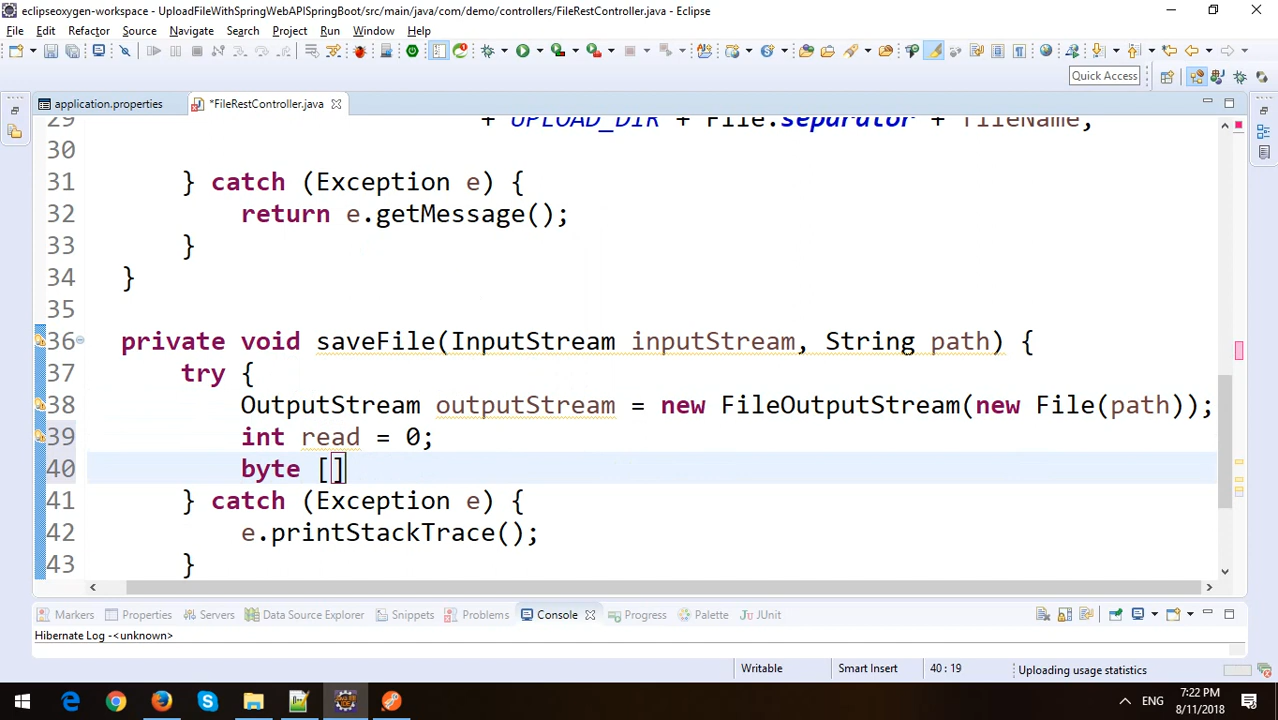 eclipseoxygen-workspace - UploadFileWithSpringWebAPISpringBoot/src/main/java/com/demo/controllers/FileRestController.java - Eclipse
File Edit Refactor Source Navigate Search Project Run Window Help
Quick Access
application.properties *FileRestController.java
29 + UPLOAD_DIR + File.separator + fileName,
30
31 } catch (Exception e) {
32 return e.getMessage();
33 }
34 }
35
36 private void saveFile(InputStream inputStream, String path) {
37 try {
38 OutputStream outputStream = new FileOutputStream(new File(path));
39 int read = 0;
40 byte []
41 } catch (Exception e) {
42 e.printStackTrace();
43 }
Markers Properties Servers Data Source Explorer Snippets Problems Console Progress Palette JUnit
Hibernate Log -<unknown>
Writable Smart Insert 40 : 19 Uploading usage statistics
ENG 7:22 PM
8/11/2018